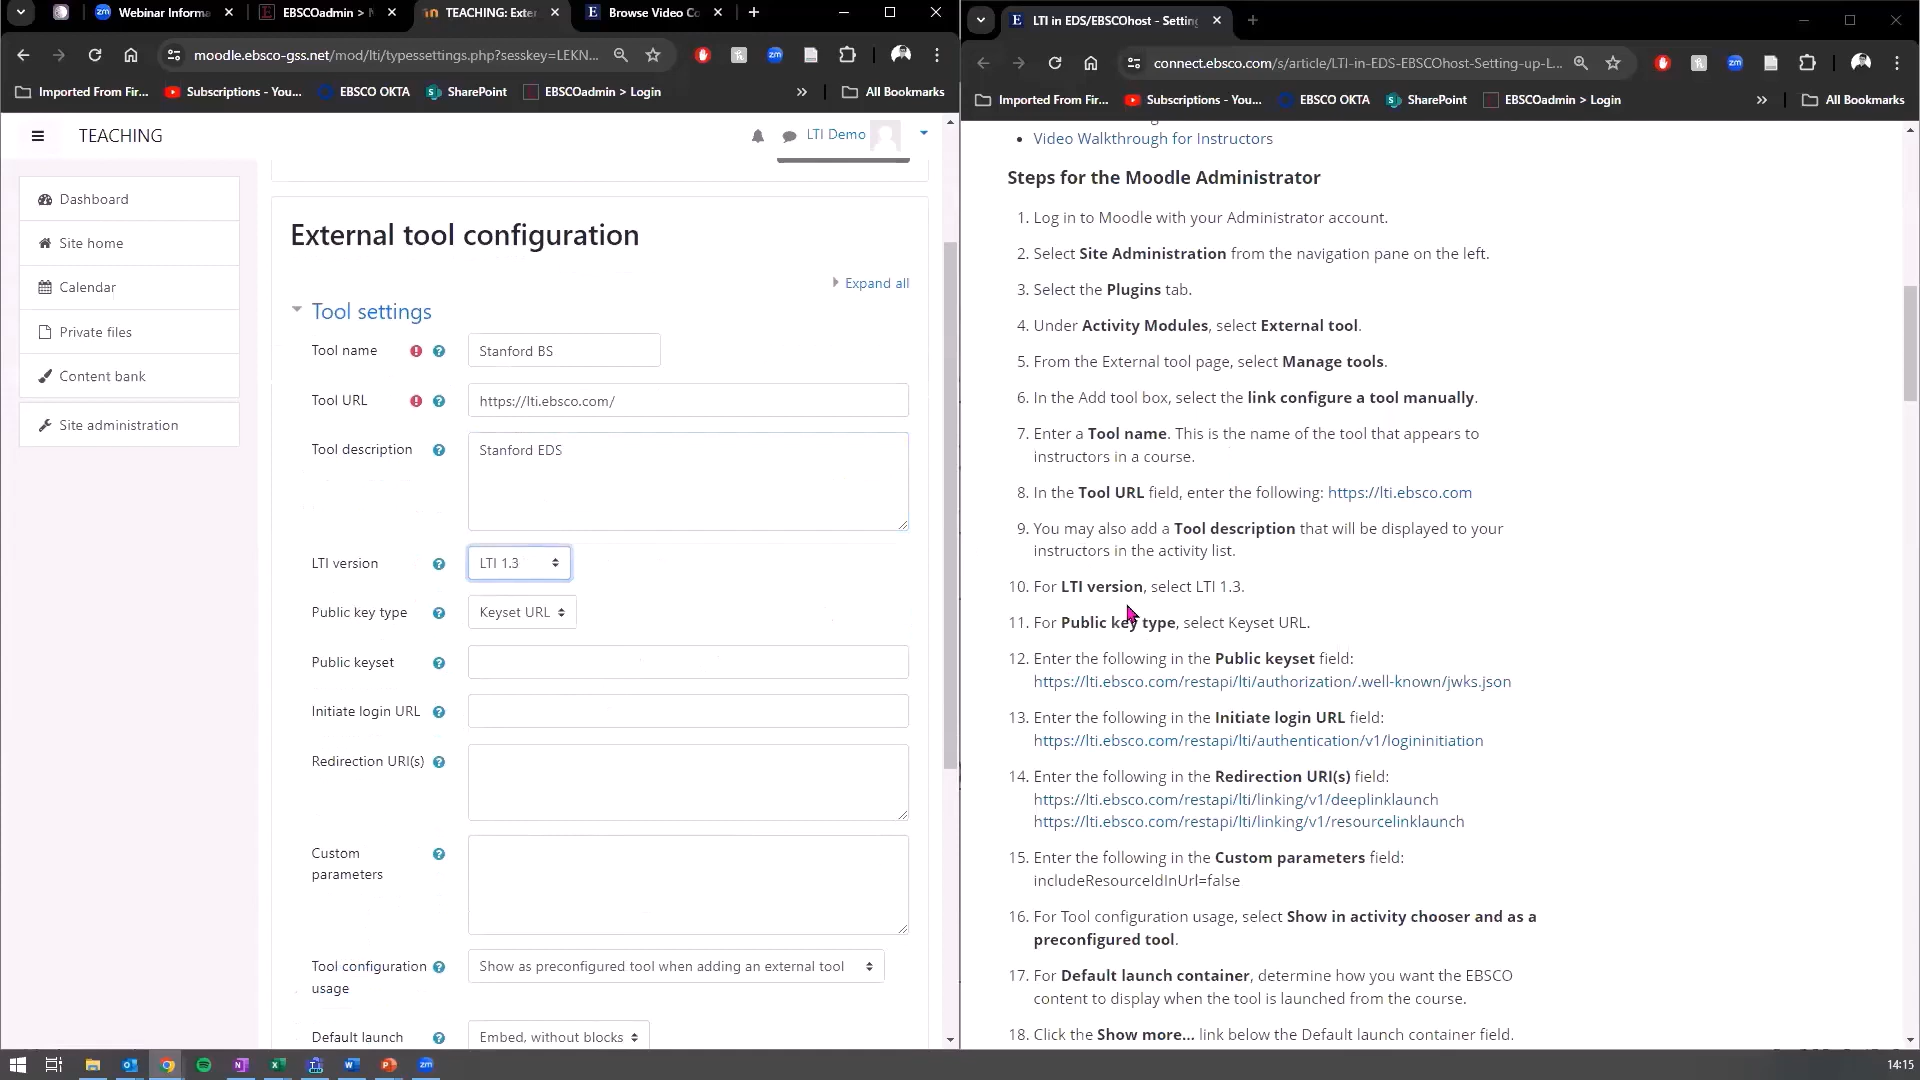 Webinar Informa
EBSCOadmin > N
TEACHING: Exter
Browse Video Co
moodle.ebsco-gss.net/mod/lti/typessettings.php?sesskey=LEKN...
Imported From Fir...
Subscriptions - You...
EBSCO OKTA
SharePoint
EBSCOadmin > Login
»
All Bookmarks
TEACHING
LTI Demo
Dashboard
Site home
Calendar
Private files
Content bank
Site administration
External tool configuration
Expand all
Tool settings
Tool name
Stanford BS
Tool URL
https://lti.ebsco.com/
Tool description
Stanford EDS
LTI version
LTI 1.3
Public key type
Keyset URL
Public keyset
Initiate login URL
Redirection URI(s)
Custom
parameters
Tool configuration
usage
Show as preconfigured tool when adding an external tool
Default launch
Embed, without blocks
LTI in EDS/EBSCOhost - Setting
connect.ebsco.com/s/article/LTI-in-EDS-EBSCOhost-Setting-up-L...
Imported From Fir...
Subscriptions - You...
EBSCO OKTA
SharePoint
EBSCOadmin > Login
»
All Bookmarks
• Video Walkthrough for Instructors
Steps for the Moodle Administrator
1. Log in to Moodle with your Administrator account.
2. Select Site Administration from the navigation pane on the left.
3. Select the Plugins tab.
4. Under Activity Modules, select External tool.
5. From the External tool page, select Manage tools.
6. In the Add tool box, select the link configure a tool manually.
7. Enter a Tool name. This is the name of the tool that appears to
instructors in a course.
8. In the Tool URL field, enter the following: https://lti.ebsco.com
9. You may also add a Tool description that will be displayed to your
instructors in the activity list.
10. For LTI version, select LTI 1.3.
11. For Public key type, select Keyset URL.
12. Enter the following in the Public keyset field:
https://lti.ebsco.com/restapi/lti/authorization/.well-known/jwks.json
13. Enter the following in the Initiate login URL field:
https://lti.ebsco.com/restapi/lti/authentication/v1/logininitiation
14. Enter the following in the Redirection URI(s) field:
https://lti.ebsco.com/restapi/lti/linking/v1/deeplinklaunch
https://lti.ebsco.com/restapi/lti/linking/v1/resourcelinklaunch
15. Enter the following in the Custom parameters field:
includeResourceIdInUrl=false
16. For Tool configuration usage, select Show in activity chooser and as a
preconfigured tool.
17. For Default launch container, determine how you want the EBSCO
content to display when the tool is launched from the course.
18. Click the Show more... link below the Default launch container field.
14:15